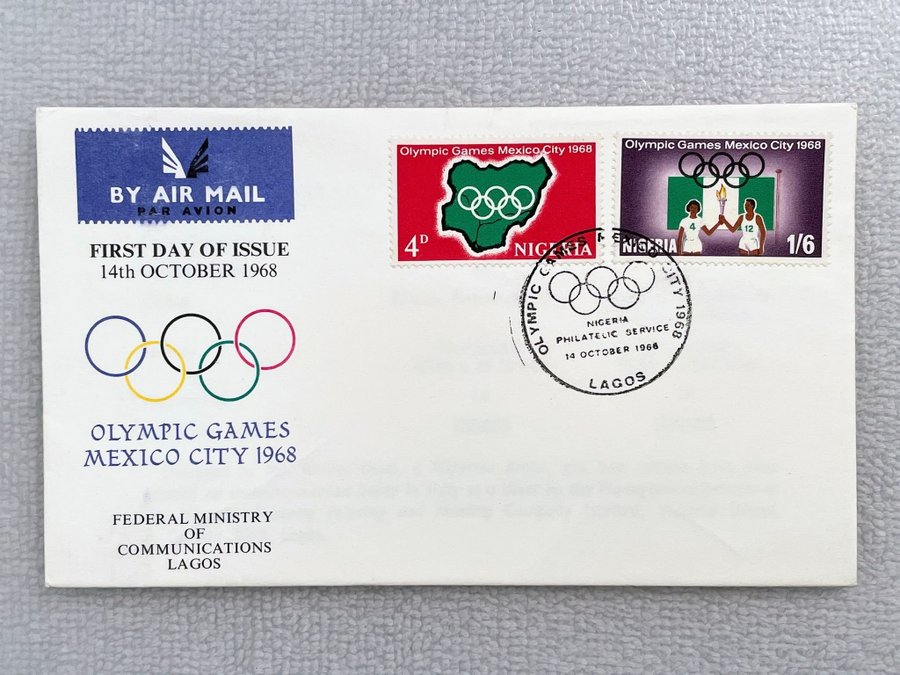 BY AIR MAIL
PAR AVION
FIRST DAY OF ISSUE
14th OCTOBER 1968
OLYMPIC GAMES
MEXICO CITY 1968
FEDERAL MINISTRY
OF
COMMUNICATIONS
LAGOS
Olympic Games Mexico City 1968
4D
NIGERIA
Olympic Games Mexico City 1968
4
12
NIGERIA
1/6
OLYMPIC GAMES MEXICO CITY 1968
NIGERIA
PHILATELIC SERVICE
14 OCTOBER 1968
LAGOS